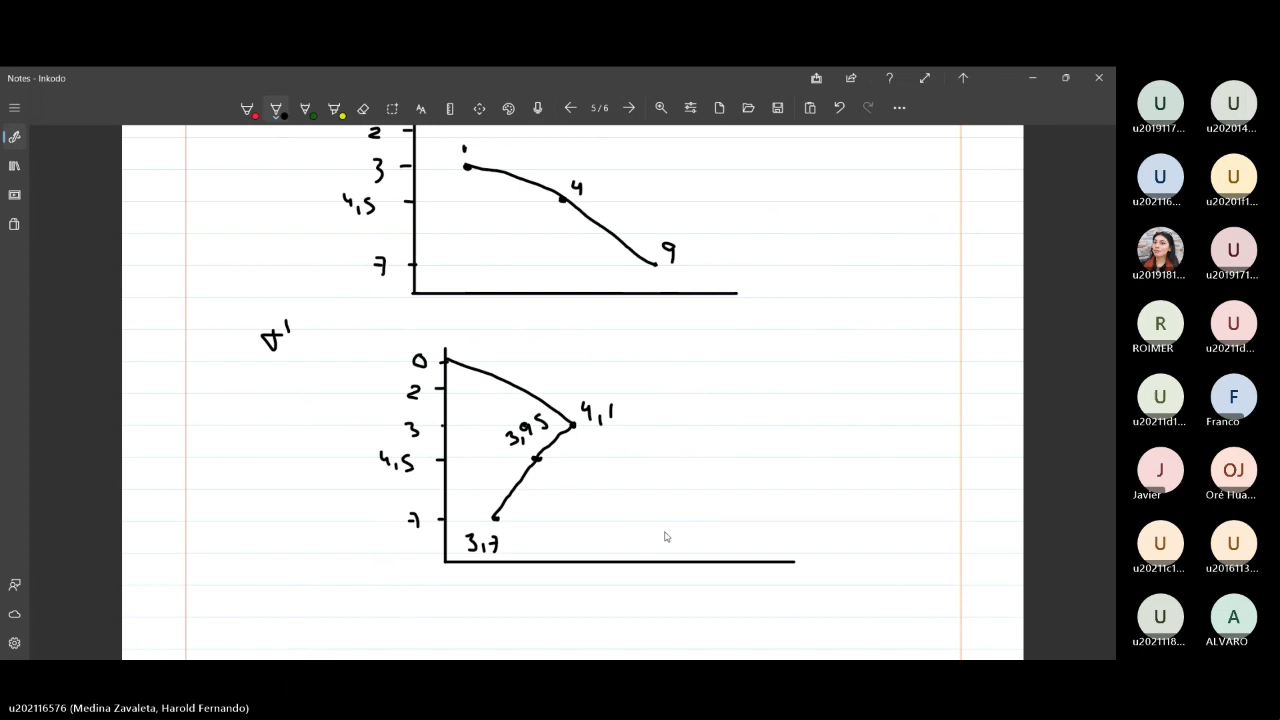 Notes - Inkodo
5 / 6
2
3
4
4,5
9
7
σ'
0
2
4,1
3
3,95
4,5
7
3,7
U
u2019117...
U
u202014...
U
u202116...
U
u20201f1...
u2019181...
U
u2019171...
R
ROIMER
U
u20211d...
U
u20211d1...
F
Franco
J
Javier
OJ
Oré Hua...
U
u20211c1...
U
u2016113...
U
u2021118...
A
ALVARO
u202116576 (Medina Zavaleta, Harold Fernando)